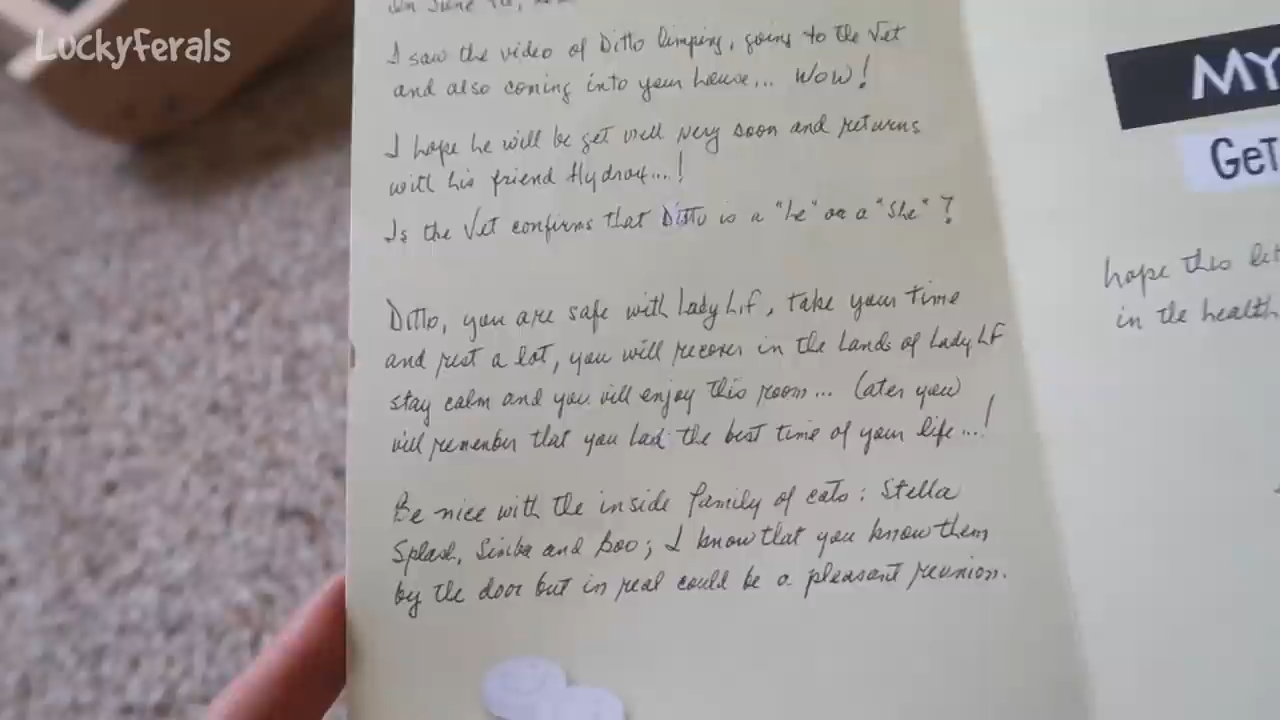 LuckyFerals
on June
I saw the video of Ditto limping, going to the Vet
and also coming into your house... Wow!
I hope he will be get well very soon and returns
with his friend Hydrox...!
Is the Vet confirms that Ditto is a "he" or a "She" ?
Ditto, you are safe with Lady L.F, take your time
and rest a lot, you will recover in the Lands of Lady LF
stay calm and you will enjoy this room... Later you
will remember that you had the best time of your life...!
Be nice with the inside family of cats: Stella
Splash, Simba and Boo; I know that you know them
by the door but in real could be a pleasant reunion.
MY
GeT
hope this
in the health